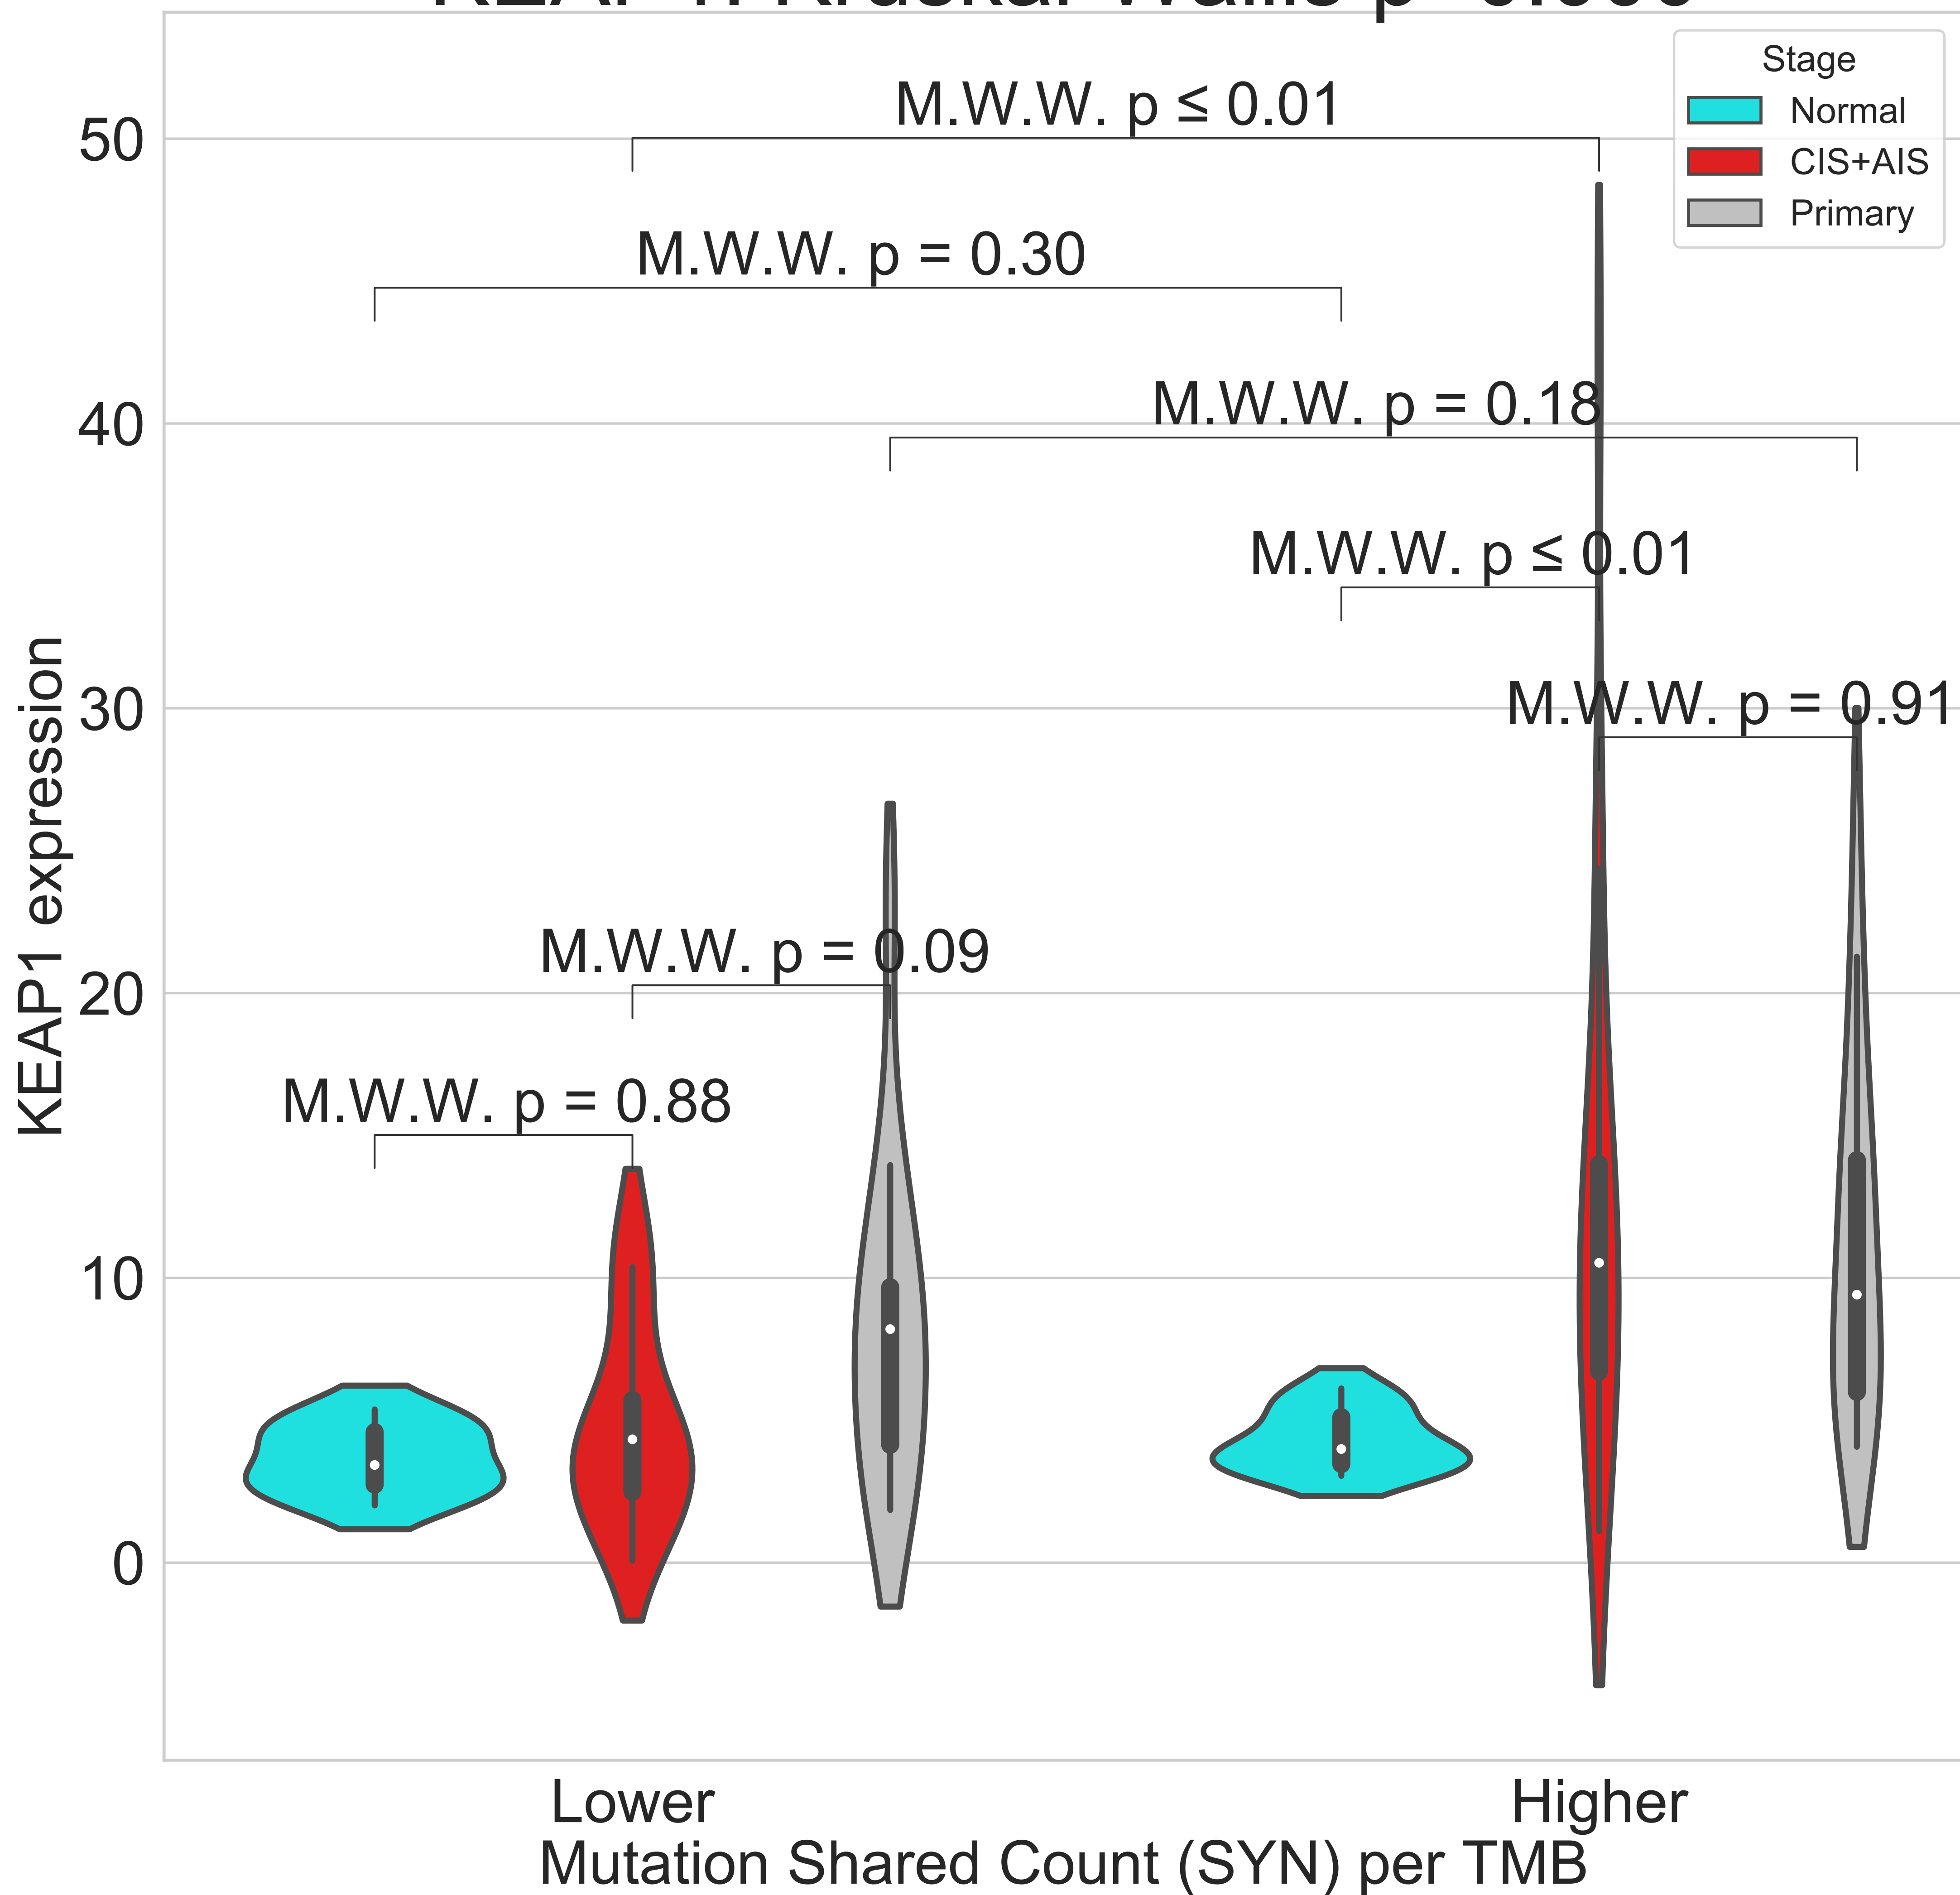 Stage
Normal
CIS+AIS
Primary
M.W.W. p ≤ 0.01
M.W.W. p = 0.30
M.W.W. p = 0.18
M.W.W. p ≤ 0.01
M.W.W. p = 0.91
M.W.W. p = 0.09
M.W.W. p = 0.88
50
40
30
20
10
0
KEAP1 expression
Lower
Higher
Mutation Shared Count (SYN) per TMB